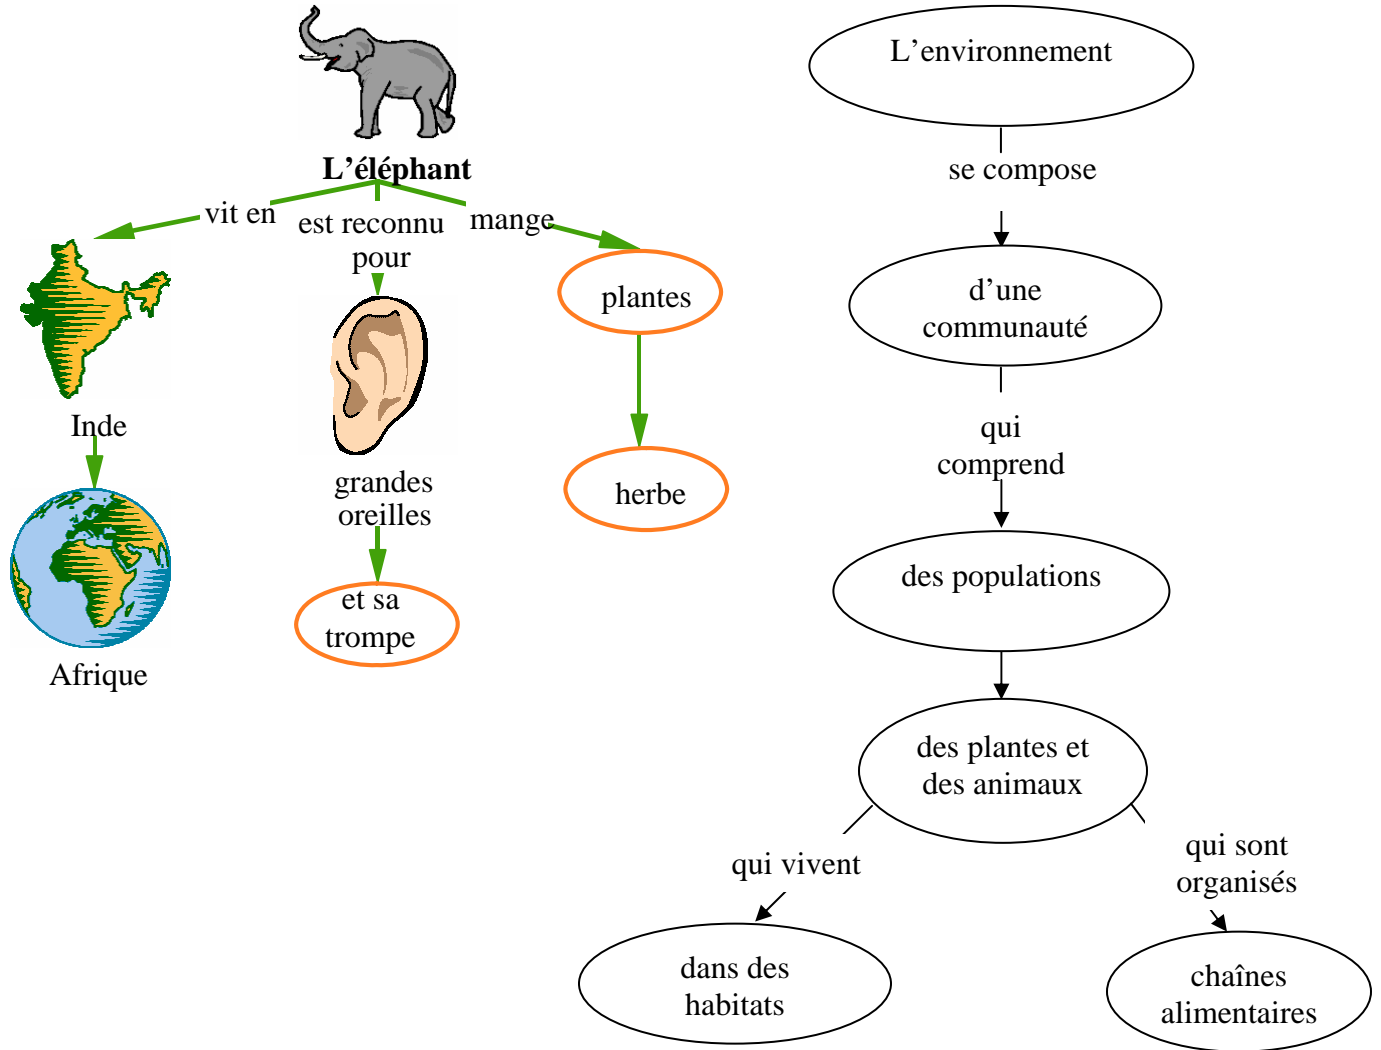 L'éléphant
vit en
est reconnu
pour
mange
Inde
Afrique
grandes
oreilles
et sa
trompe
plantes
herbe
L'environnement
se compose
d'une
communauté
qui
comprend
des populations
des plantes et
des animaux
qui vivent
dans des
habitats
qui sont
organisés
chaînes
alimentaires